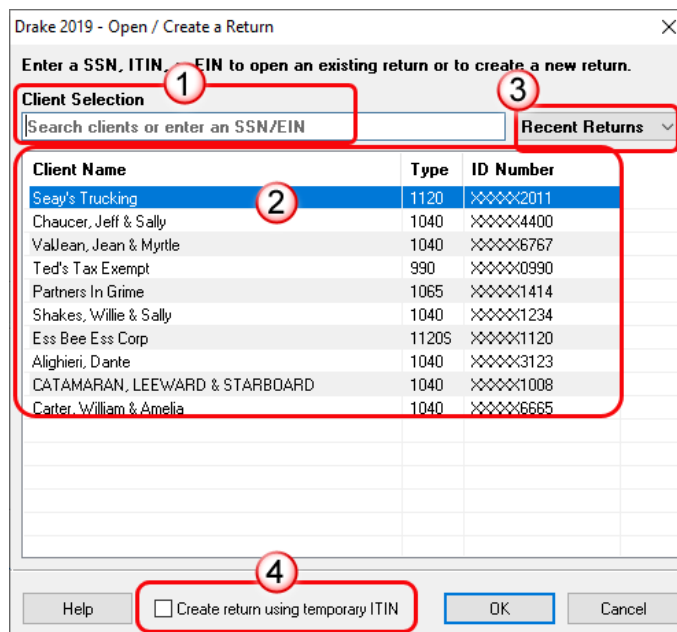 Drake 2019 - Open / Create a Return
Enter a SSN, ITIN, EIN to open an existing return or to create a new return.
1
3
Client Selection
Search clients or enter an SSN/EIN
Recent Returns
Client Name Type ID Number
Seay's Trucking 1120 XXXXX2011
2
Chaucer, Jeff & Sally 1040 XXXXX4400
ValJean, Jean & Myrtle 1040 XXXXX6767
Ted's Tax Exempt 990 XXXXX0990
Partners In Grime 1065 XXXXX1414
Shakes, Willie & Sally 1040 XXXXX1234
Ess Bee Ess Corp 1120S XXXXX1120
Alighieri, Dante 1040 XXXXX3123
CATAMARAN, LEEWARD & STARBOARD 1040 XXXXX1008
Carter, William & Amelia 1040 XXXXX6665
4
Help Create return using temporary ITIN OK Cancel